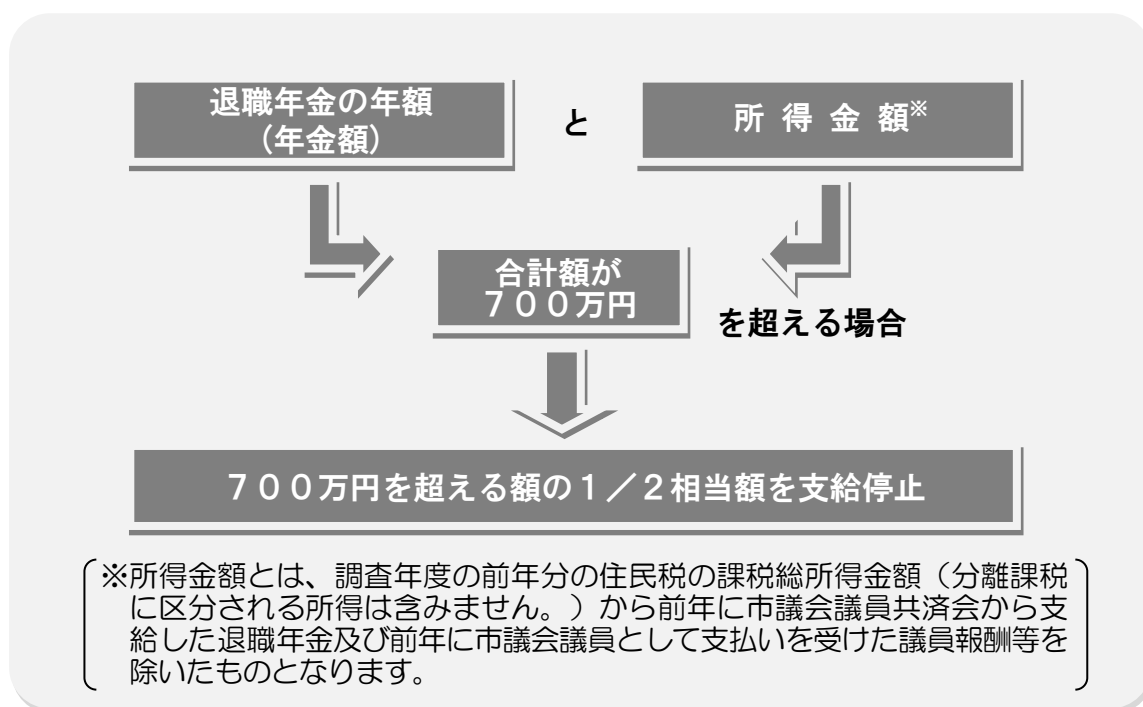 退職年金の年額
（年金額）
と
所得金額※
合計額が
７００万円
を超える場合
７００万円を超える額の１／２相当額を支給停止
※所得金額とは、調査年度の前年分の住民税の課税総所得金額（分離課税
に区分される所得は含みません。）から前年に市議会議員共済会から支
給した退職年金及び前年に市議会議員として支払いを受けた議員報酬等を
除いたものとなります。